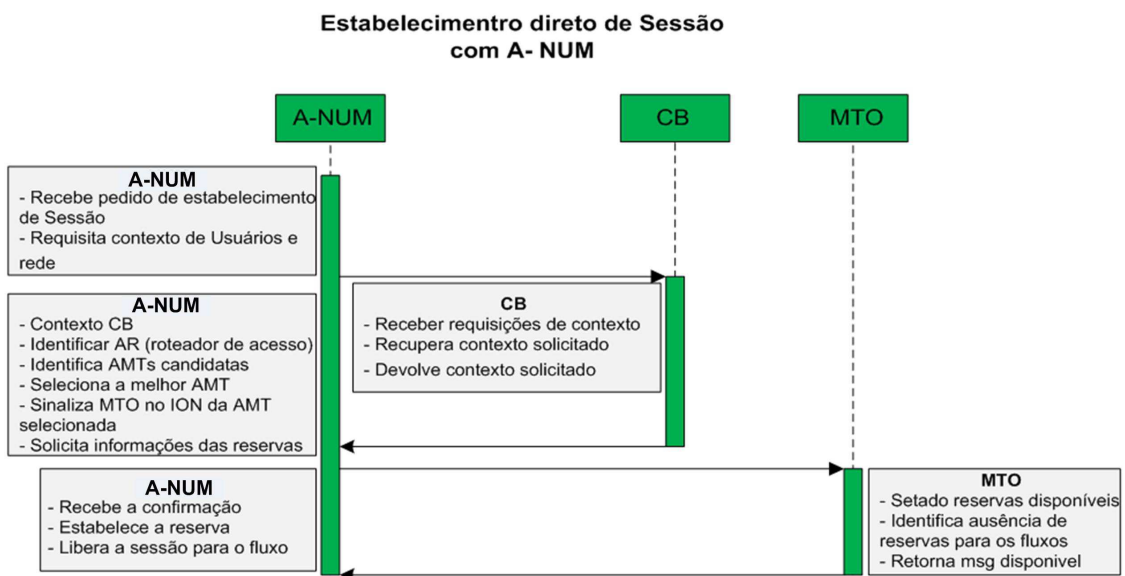 Estabelecimentro direto de Sessão
com A- NUM
A-NUM
CB
MTO
A-NUM
- Recebe pedido de estabelecimento
de Sessão
- Requisita contexto de Usuários e
rede
A-NUM
- Contexto CB
- Identificar AR (roteador de acesso)
- Identifica AMTs candidatas
- Seleciona a melhor AMT
- Sinaliza MTO no ION da AMT
selecionada
- Solicita informações das reservas
CB
- Receber requisições de contexto
- Recupera contexto solicitado
- Devolve contexto solicitado
A-NUM
- Recebe a confirmação
- Estabelece a reserva
- Libera a sessão para o fluxo
MTO
- Setado reservas disponíveis
- Identifica ausência de
reservas para os fluxos
- Retorna msg disponivel